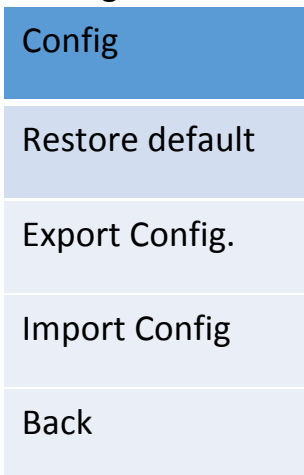 Config
Restore default
Export Config.
Import Config
Back